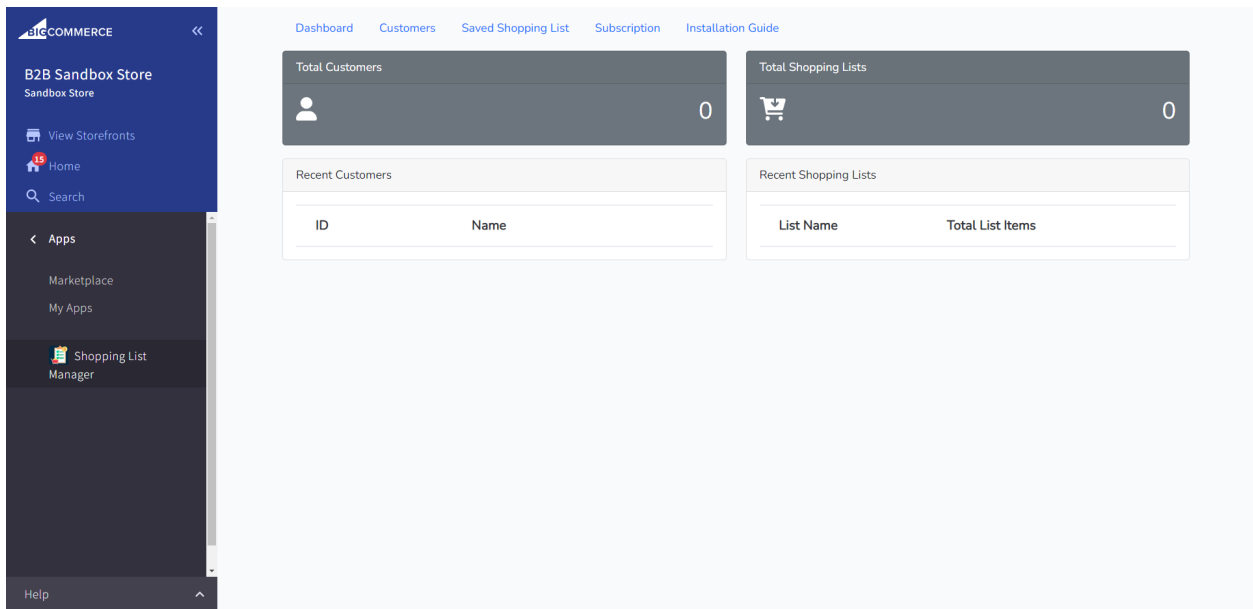 BIGCOMMERCE
B2B Sandbox Store
Sandbox Store
View Storefronts
15
Home
Search
Apps
Marketplace
My Apps
Shopping List
Manager
Help
Dashboard Customers Saved Shopping List Subscription Installation Guide
Total Customers
0
Total Shopping Lists
0
Recent Customers
ID Name
Recent Shopping Lists
List Name Total List Items